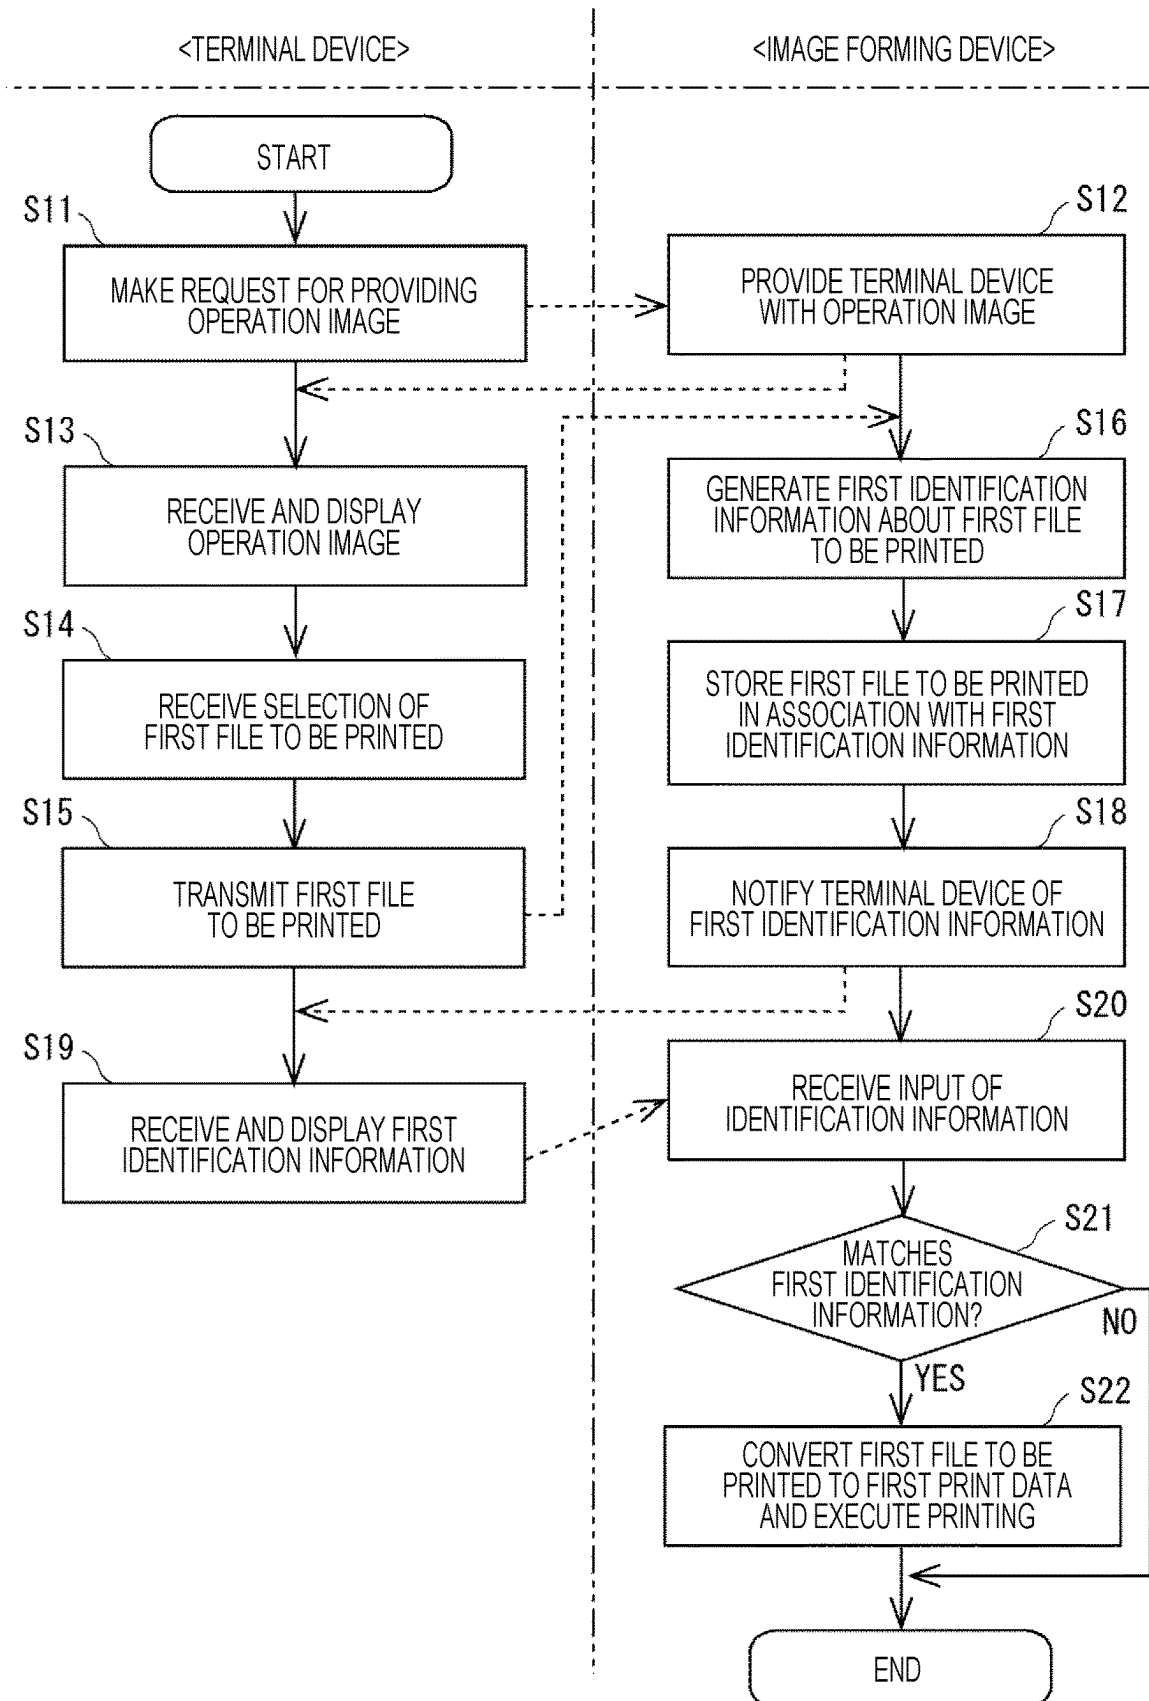 <TERMINAL DEVICE>
<IMAGE FORMING DEVICE>
START
S11
MAKE REQUEST FOR PROVIDING
OPERATION IMAGE
S12
PROVIDE TERMINAL DEVICE
WITH OPERATION IMAGE
S13
RECEIVE AND DISPLAY
OPERATION IMAGE
S14
RECEIVE SELECTION OF
FIRST FILE TO BE PRINTED
S15
TRANSMIT FIRST FILE
TO BE PRINTED
S16
GENERATE FIRST IDENTIFICATION
INFORMATION ABOUT FIRST FILE
TO BE PRINTED
S17
STORE FIRST FILE TO BE PRINTED
IN ASSOCIATION WITH FIRST
IDENTIFICATION INFORMATION
S18
NOTIFY TERMINAL DEVICE OF
FIRST IDENTIFICATION INFORMATION
S19
RECEIVE AND DISPLAY FIRST
IDENTIFICATION INFORMATION
S20
RECEIVE INPUT OF
IDENTIFICATION INFORMATION
S21
MATCHES
FIRST IDENTIFICATION
INFORMATION?
NO
YES
S22
CONVERT FIRST FILE TO BE
PRINTED TO FIRST PRINT DATA
AND EXECUTE PRINTING
END